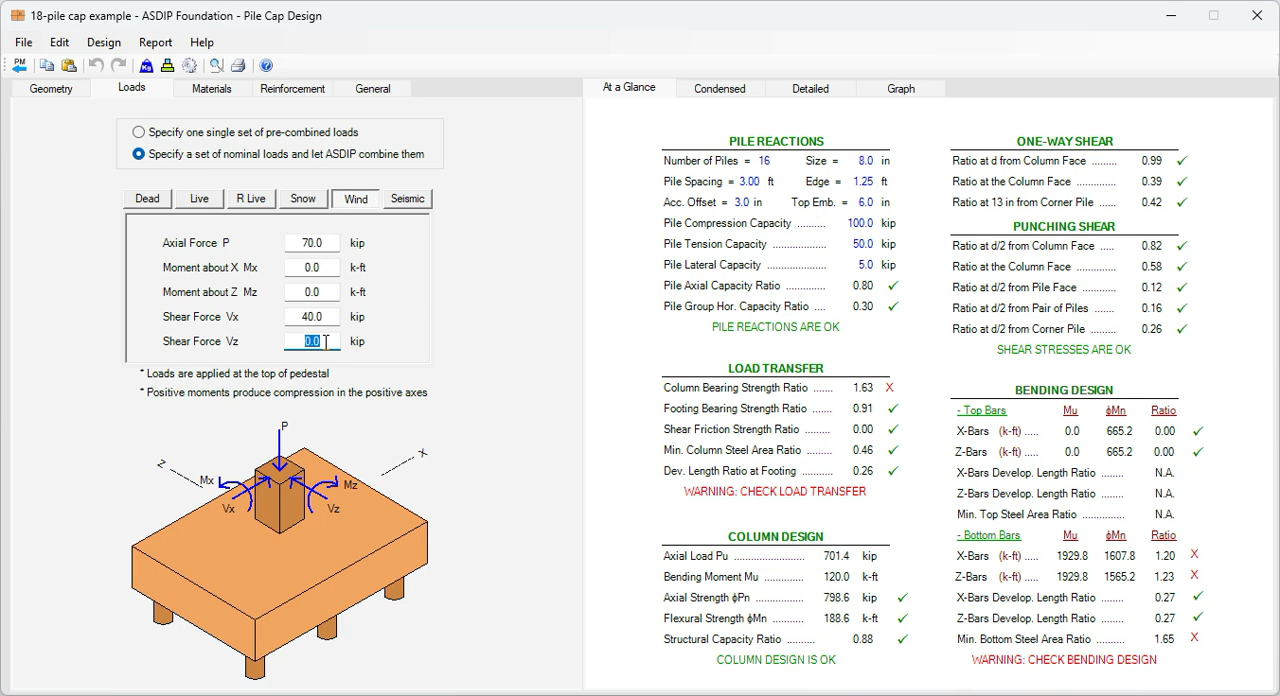 18-pile cap example - ASDIP Foundation - Pile Cap Design
File Edit Design Report Help
PM
Geometry Loads Materials Reinforcement General
Specify one single set of pre-combined loads
Specify a set of nominal loads and let ASDIP combine them
Dead Live R Live Snow Wind Seismic
Axial Force P 70.0 kip
Moment about X Mx 0.0 k-ft
Moment about Z Mz 0.0 k-ft
Shear Force Vx 40.0 kip
Shear Force Vz 0.0 kip
* Loads are applied at the top of pedestal
* Positive moments produce compression in the positive axes
P
Z
X
Mx
Mz
Vx
Vz
At a Glance Condensed Detailed Graph
PILE REACTIONS
Number of Piles = 16 Size = 8.0 in
Pile Spacing = 3.00 ft Edge = 1.25 ft
Acc. Offset = 3.0 in Top Emb. = 6.0 in
Pile Compression Capacity .......... 100.0 kip
Pile Tension Capacity ................... 50.0 kip
Pile Lateral Capacity ..................... 5.0 kip
Pile Axial Capacity Ratio .............. 0.80 ✓
Pile Group Hor. Capacity Ratio .... 0.30 ✓
PILE REACTIONS ARE OK
LOAD TRANSFER
Column Bearing Strength Ratio ....... 1.63 X
Footing Bearing Strength Ratio ....... 0.91 ✓
Shear Friction Strength Ratio ......... 0.00 ✓
Min. Column Steel Area Ratio ........ 0.46 ✓
Dev. Length Ratio at Footing ......... 0.26 ✓
WARNING: CHECK LOAD TRANSFER
COLUMN DESIGN
Axial Load Pu ......................... 701.4 kip
Bending Moment Mu ............... 120.0 k-ft
Axial Strength ϕPn .................. 798.6 kip ✓
Flexural Strength ϕMn ............ 188.6 k-ft ✓
Structural Capacity Ratio ......... 0.88 ✓
COLUMN DESIGN IS OK
ONE-WAY SHEAR
Ratio at d from Column Face ........ 0.99 ✓
Ratio at the Column Face ............. 0.39 ✓
Ratio at 13 in from Corner Pile ...... 0.42 ✓
PUNCHING SHEAR
Ratio at d/2 from Column Face ..... 0.82 ✓
Ratio at the Column Face ............. 0.58 ✓
Ratio at d/2 from Pile Face ........... 0.12 ✓
Ratio at d/2 from Pair of Piles ....... 0.16 ✓
Ratio at d/2 from Corner Pile ........ 0.26 ✓
SHEAR STRESSES ARE OK
BENDING DESIGN
- Top Bars Mu ϕMn Ratio
X-Bars (k-ft) ..... 0.0 665.2 0.00 ✓
Z-Bars (k-ft) ..... 0.0 665.2 0.00 ✓
X-Bars Develop. Length Ratio ....... N.A.
Z-Bars Develop. Length Ratio ....... N.A.
Min. Top Steel Area Ratio ............. N.A.
- Bottom Bars Mu ϕMn Ratio
X-Bars (k-ft) ..... 1929.8 1607.8 1.20 X
Z-Bars (k-ft) ..... 1929.8 1565.2 1.23 X
X-Bars Develop. Length Ratio ....... 0.27 ✓
Z-Bars Develop. Length Ratio ....... 0.27 ✓
Min. Bottom Steel Area Ratio ......... 1.65 X
WARNING: CHECK BENDING DESIGN